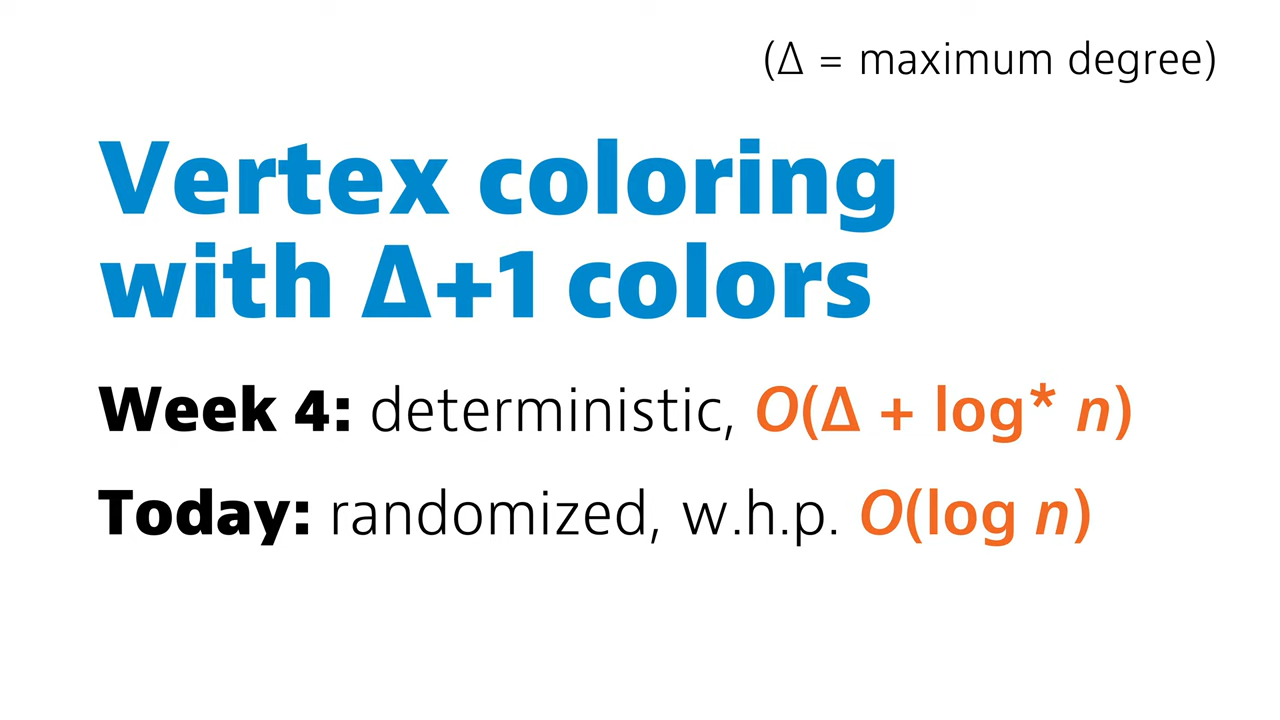 (Δ = maximum degree)
Vertex coloring
with Δ+1 colors
Week 4: deterministic, O(Δ + log* n)
Today: randomized, w.h.p. O(log n)